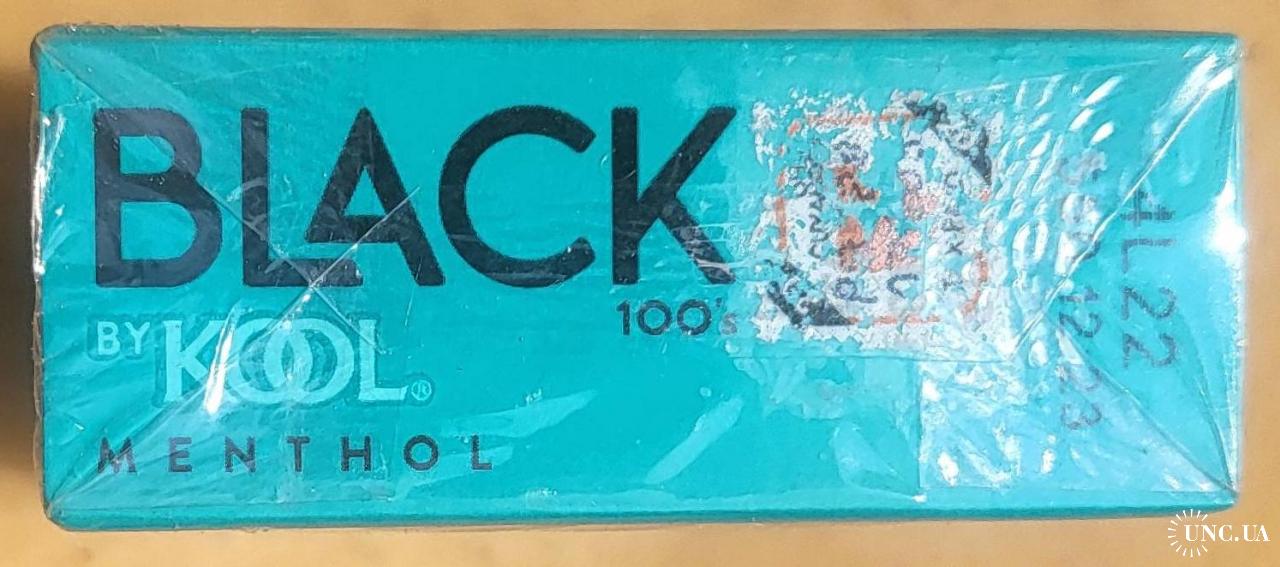 BLACK
100's
BY KOOL®
MENTHOL
4L22
12 23
UNC.UA